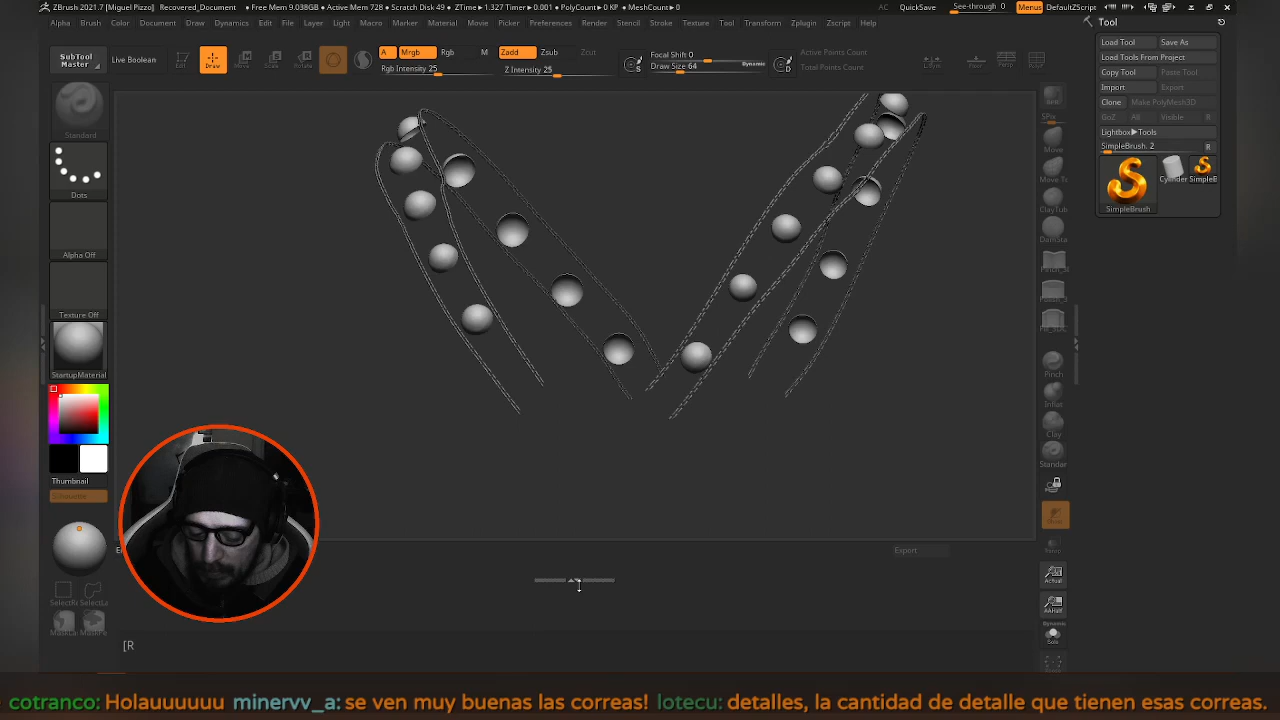 ZBrush 2021.7 [Miguel Pizzo] Recovered_Document • Free Mem 9.038GB • Active Mem 728 • Scratch Disk 49 • ZTime►1.327 Timer►0.001 • PolyCount►0 KP • MeshCount►0 AC QuickSave See-through 0 Menus DefaultZScript
Alpha Brush Color Document Draw Dynamics Edit File Layer Light Macro Marker Material Movie Picker Preferences Render Stencil Stroke Texture Tool Transform Zplugin Zscript Help
SubTool Master
Live Boolean
Edit Draw Move Scale Rotate
A Mrgb Rgb M
Rgb Intensity 25
Zadd Zsub Zcut
Z Intensity 25
S
Focal Shift 0
Draw Size 64 Dynamic
D
Active Points Count
Total Points Count
Persp
Standard
Dots
Alpha Off
Texture Off
StartupMaterial
Thumbnail
Silhouette
Export
[R
SPix
Move
Pinch
Inflat
Clay
Standar
Actual
AAHalf
Dynamic
Solo
Tool
Load Tool Save As
Load Tools From Project
Copy Tool Paste Tool
Import Export
Clone Make PolyMesh3D
GoZ All Visible R
Lightbox►Tools
SimpleBrush. 2 R
Cylinder SimpleB
SimpleBrush
cotranco: Holauuuuuu minervv_a: se ven muy buenas las correas! lotecu: detalles, la cantidad de detalle que tienen esas correas.